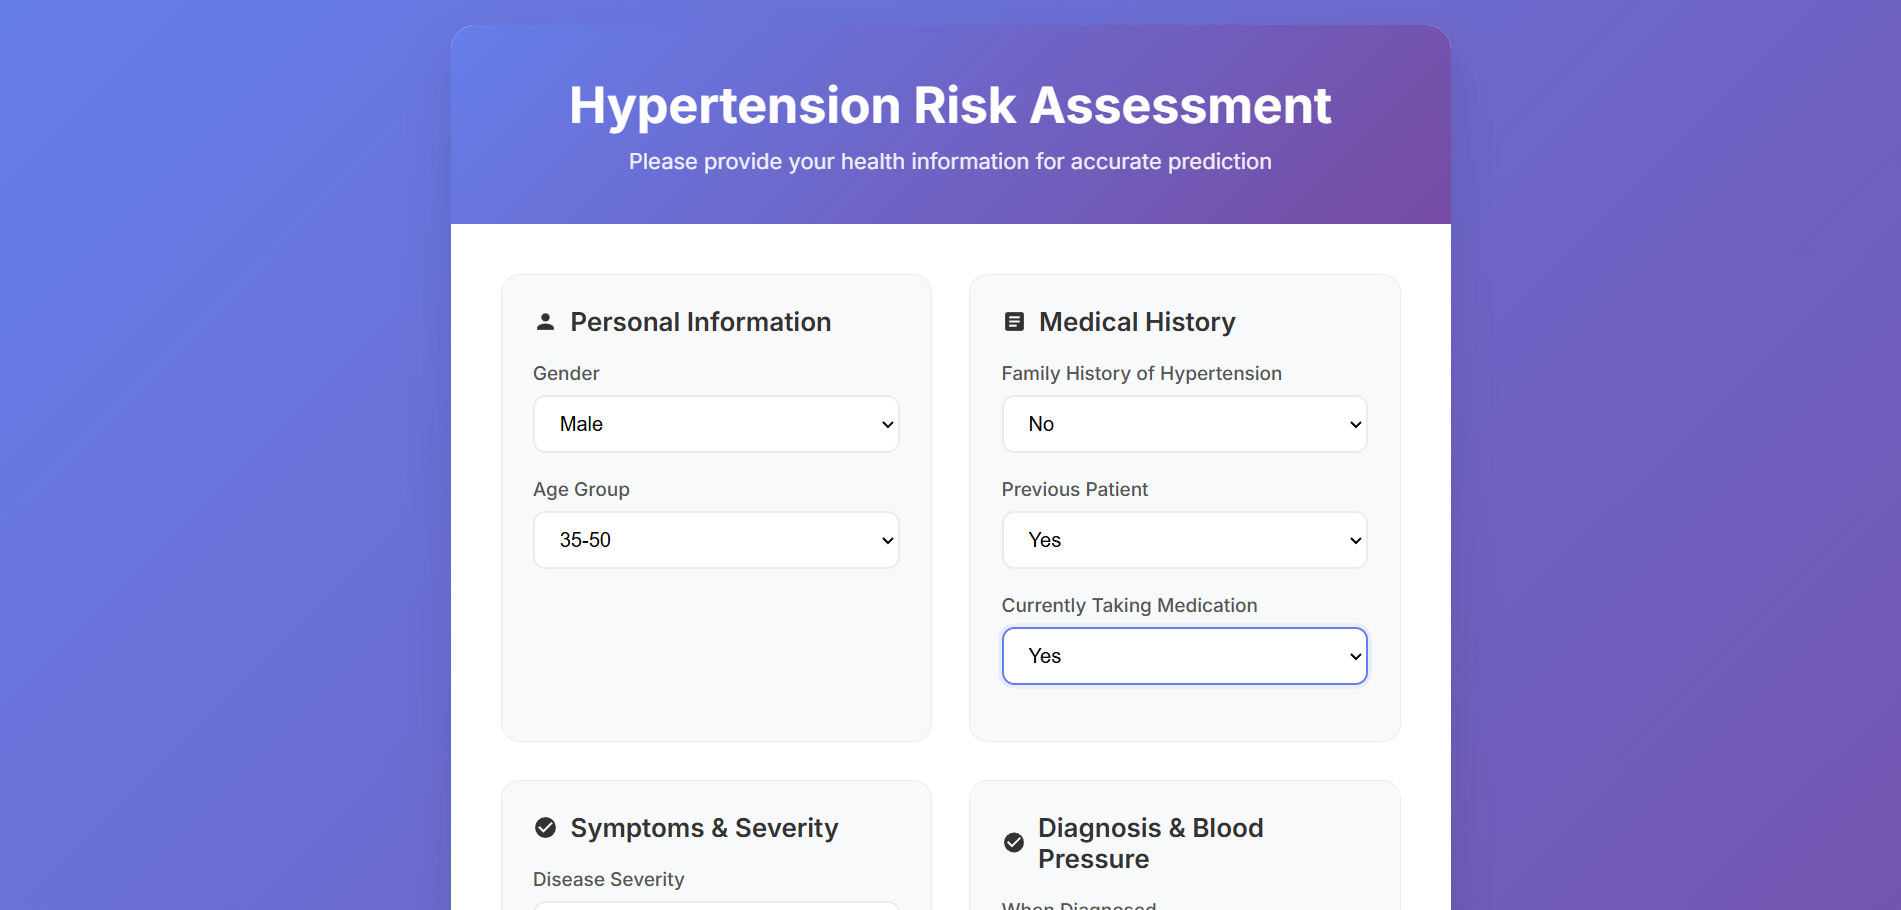 Hypertension Risk Assessment
Please provide your health information for accurate prediction
Personal Information
Gender
Male
Age Group
35-50
Medical History
Family History of Hypertension
No
Previous Patient
Yes
Currently Taking Medication
Yes
Symptoms & Severity
Disease Severity
Diagnosis & Blood
Pressure
When Diagnosed